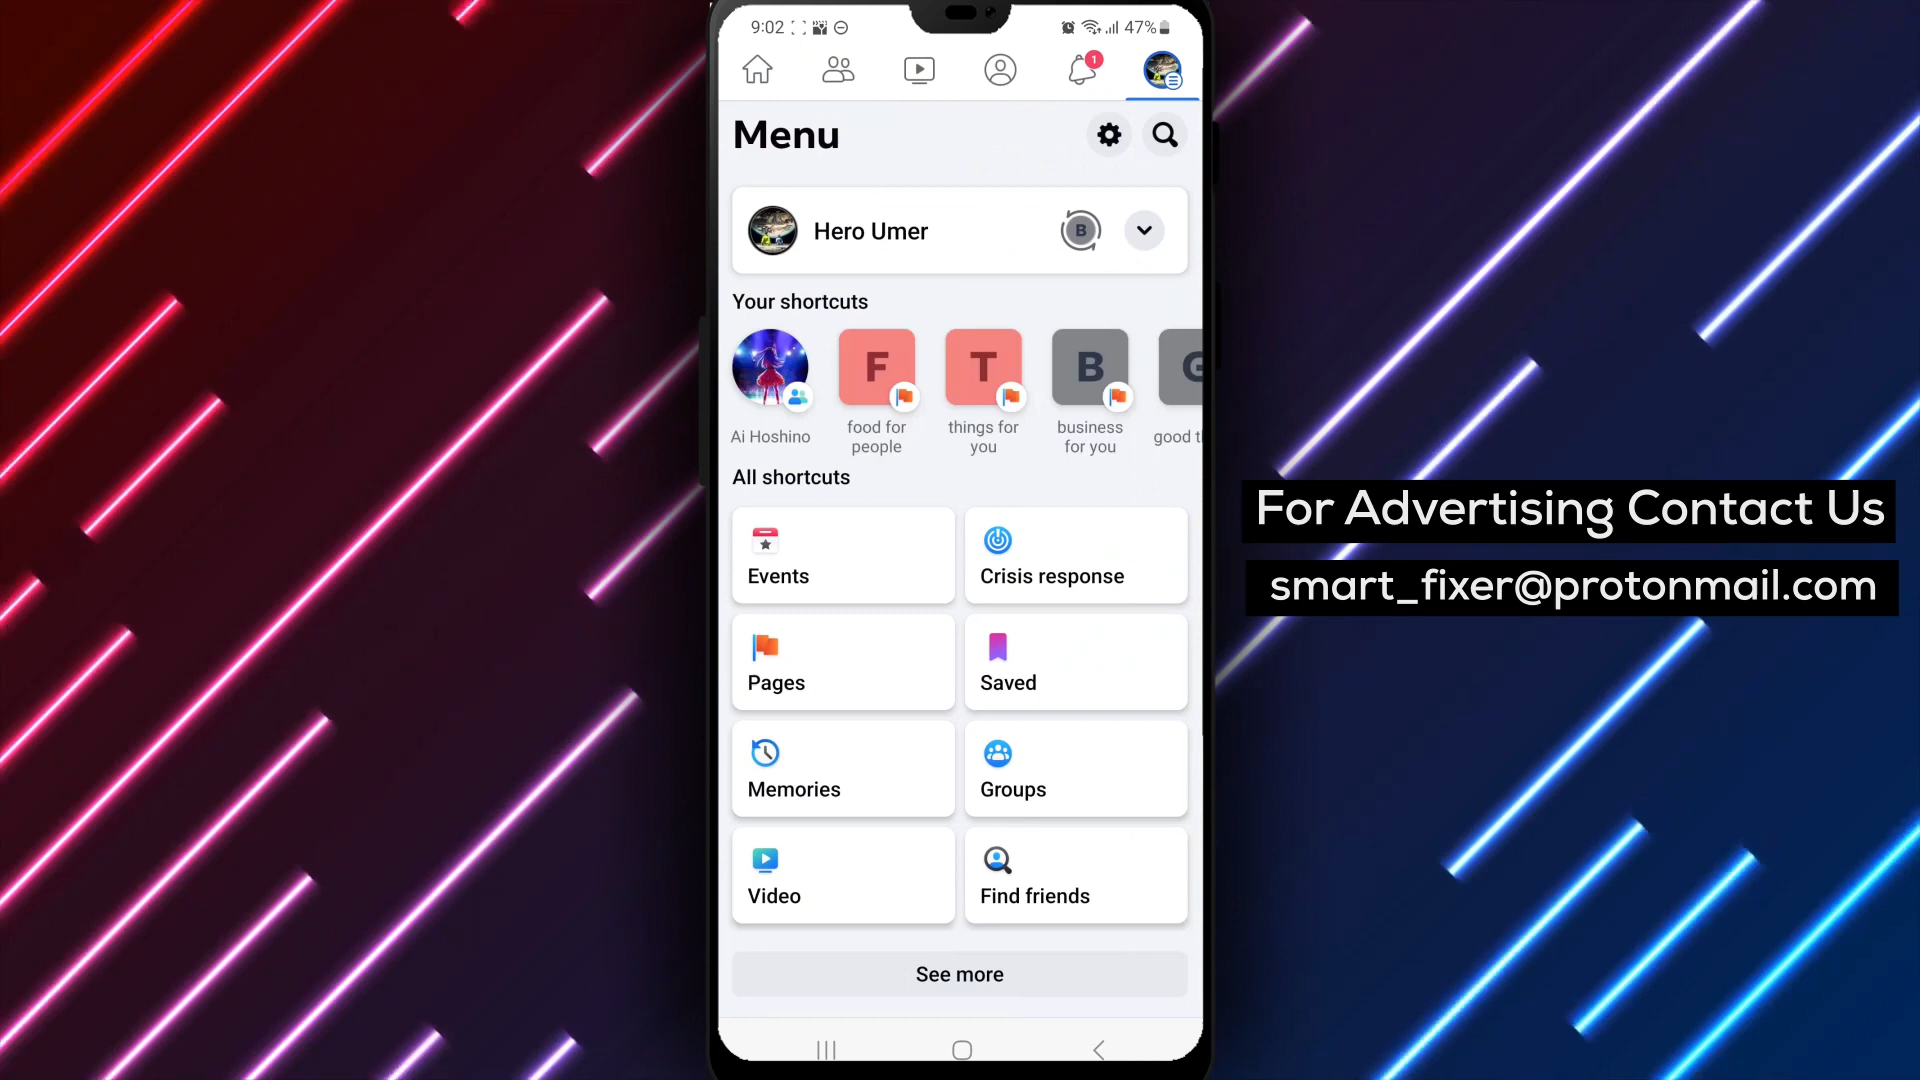 9:02
47%
1
Menu
Hero Umer
B
Your shortcuts
F
T
B
G
Ai Hoshino
food for
people
things for
you
business
for you
good t
All shortcuts
Events
Crisis response
Pages
Saved
Memories
Groups
Video
Find friends
See more
For Advertising Contact Us
smart_fixer@protonmail.com